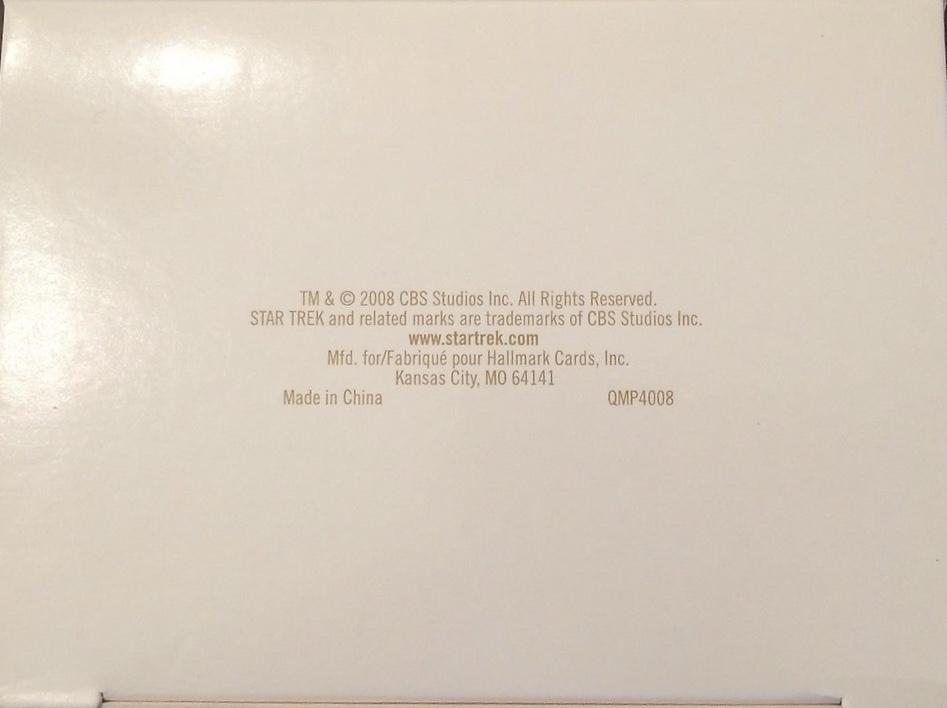 TM & © 2008 CBS Studios Inc. All Rights Reserved.
STAR TREK and related marks are trademarks of CBS Studios Inc.
www.startrek.com
Mfd. for/Fabriqué pour Hallmark Cards, Inc.
Kansas City, MO 64141
Made in China QMP4008